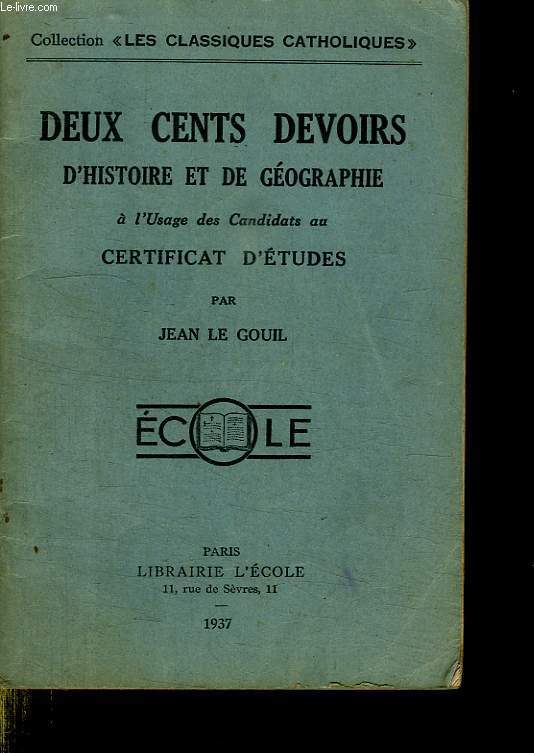 Le-livre.com
Collection « LES CLASSIQUES CATHOLIQUES »
DEUX CENTS DEVOIRS
D'HISTOIRE ET DE GÉOGRAPHIE
à l'Usage des Candidats au
CERTIFICAT D'ÉTUDES
PAR
JEAN LE GOUIL
ÉCOLE
PARIS
LIBRAIRIE L'ÉCOLE
11, rue de Sèvres, 11
1937